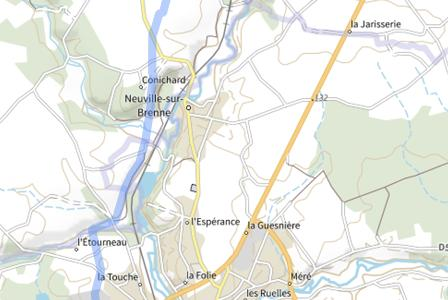 la Jarisserie
Conichard
Neuville-sur-
Brenne
132
l'Espérance
la Guesnière
l'Étourneau
D5
la Touche
la Folie
Méré
les Ruelles